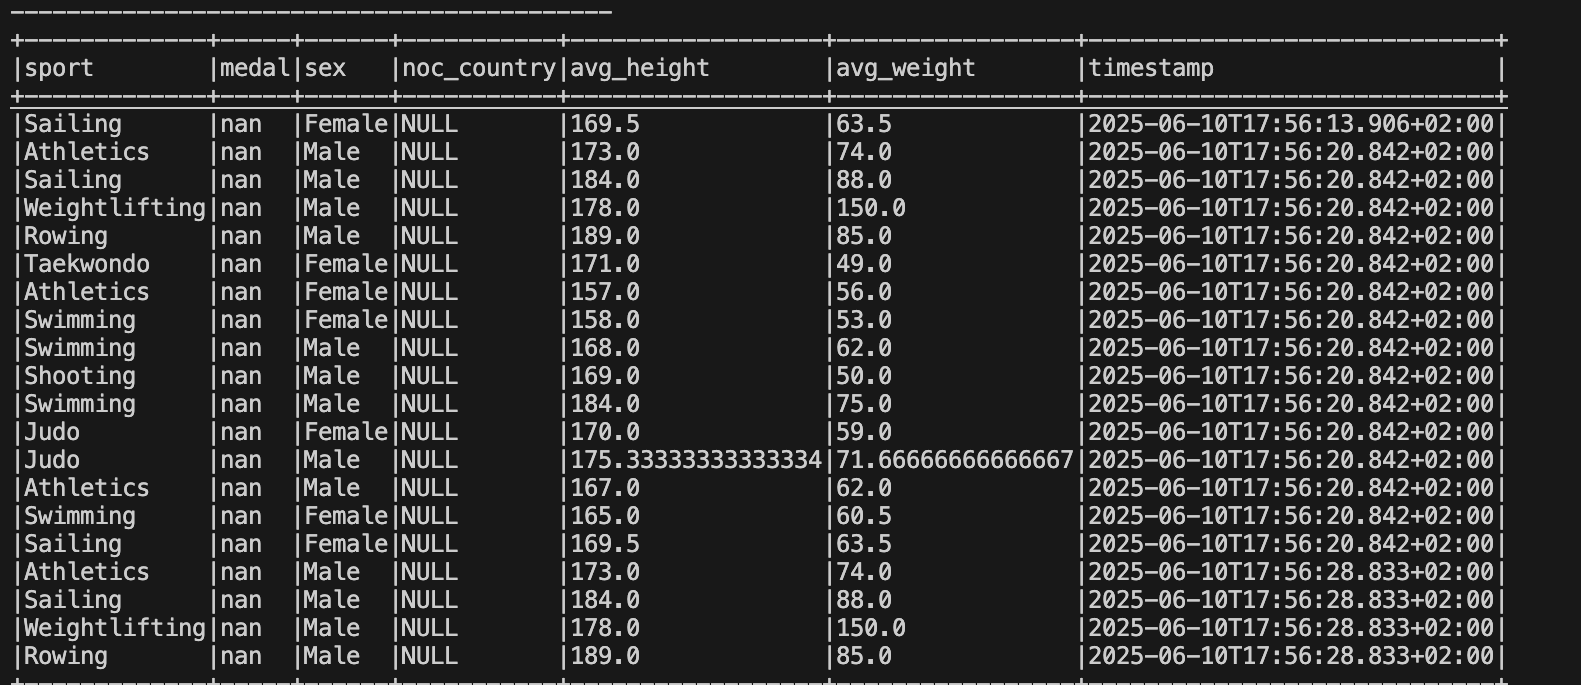 -------------------------------------------
+-------------+-----+------+-----------+------------------+-----------------+-----------------------------+
|sport        |medal|sex   |noc_country|avg_height        |avg_weight       |timestamp                    |
+-------------+-----+------+-----------+------------------+-----------------+-----------------------------+
|Sailing      |nan  |Female|NULL       |169.5             |63.5             |2025-06-10T17:56:13.906+02:00|
|Athletics    |nan  |Male  |NULL       |173.0             |74.0             |2025-06-10T17:56:20.842+02:00|
|Sailing      |nan  |Male  |NULL       |184.0             |88.0             |2025-06-10T17:56:20.842+02:00|
|Weightlifting|nan  |Male  |NULL       |178.0             |150.0            |2025-06-10T17:56:20.842+02:00|
|Rowing       |nan  |Male  |NULL       |189.0             |85.0             |2025-06-10T17:56:20.842+02:00|
|Taekwondo    |nan  |Female|NULL       |171.0             |49.0             |2025-06-10T17:56:20.842+02:00|
|Athletics    |nan  |Female|NULL       |157.0             |56.0             |2025-06-10T17:56:20.842+02:00|
|Swimming     |nan  |Female|NULL       |158.0             |53.0             |2025-06-10T17:56:20.842+02:00|
|Swimming     |nan  |Male  |NULL       |168.0             |62.0             |2025-06-10T17:56:20.842+02:00|
|Shooting     |nan  |Male  |NULL       |169.0             |50.0             |2025-06-10T17:56:20.842+02:00|
|Swimming     |nan  |Male  |NULL       |184.0             |75.0             |2025-06-10T17:56:20.842+02:00|
|Judo         |nan  |Female|NULL       |170.0             |59.0             |2025-06-10T17:56:20.842+02:00|
|Judo         |nan  |Male  |NULL       |175.33333333333334|71.66666666666667|2025-06-10T17:56:20.842+02:00|
|Athletics    |nan  |Male  |NULL       |167.0             |62.0             |2025-06-10T17:56:20.842+02:00|
|Swimming     |nan  |Female|NULL       |165.0             |60.5             |2025-06-10T17:56:20.842+02:00|
|Sailing      |nan  |Female|NULL       |169.5             |63.5             |2025-06-10T17:56:20.842+02:00|
|Athletics    |nan  |Male  |NULL       |173.0             |74.0             |2025-06-10T17:56:28.833+02:00|
|Sailing      |nan  |Male  |NULL       |184.0             |88.0             |2025-06-10T17:56:28.833+02:00|
|Weightlifting|nan  |Male  |NULL       |178.0             |150.0            |2025-06-10T17:56:28.833+02:00|
|Rowing       |nan  |Male  |NULL       |189.0             |85.0             |2025-06-10T17:56:28.833+02:00|
+-------------+-----+------+-----------+------------------+-----------------+-----------------------------+